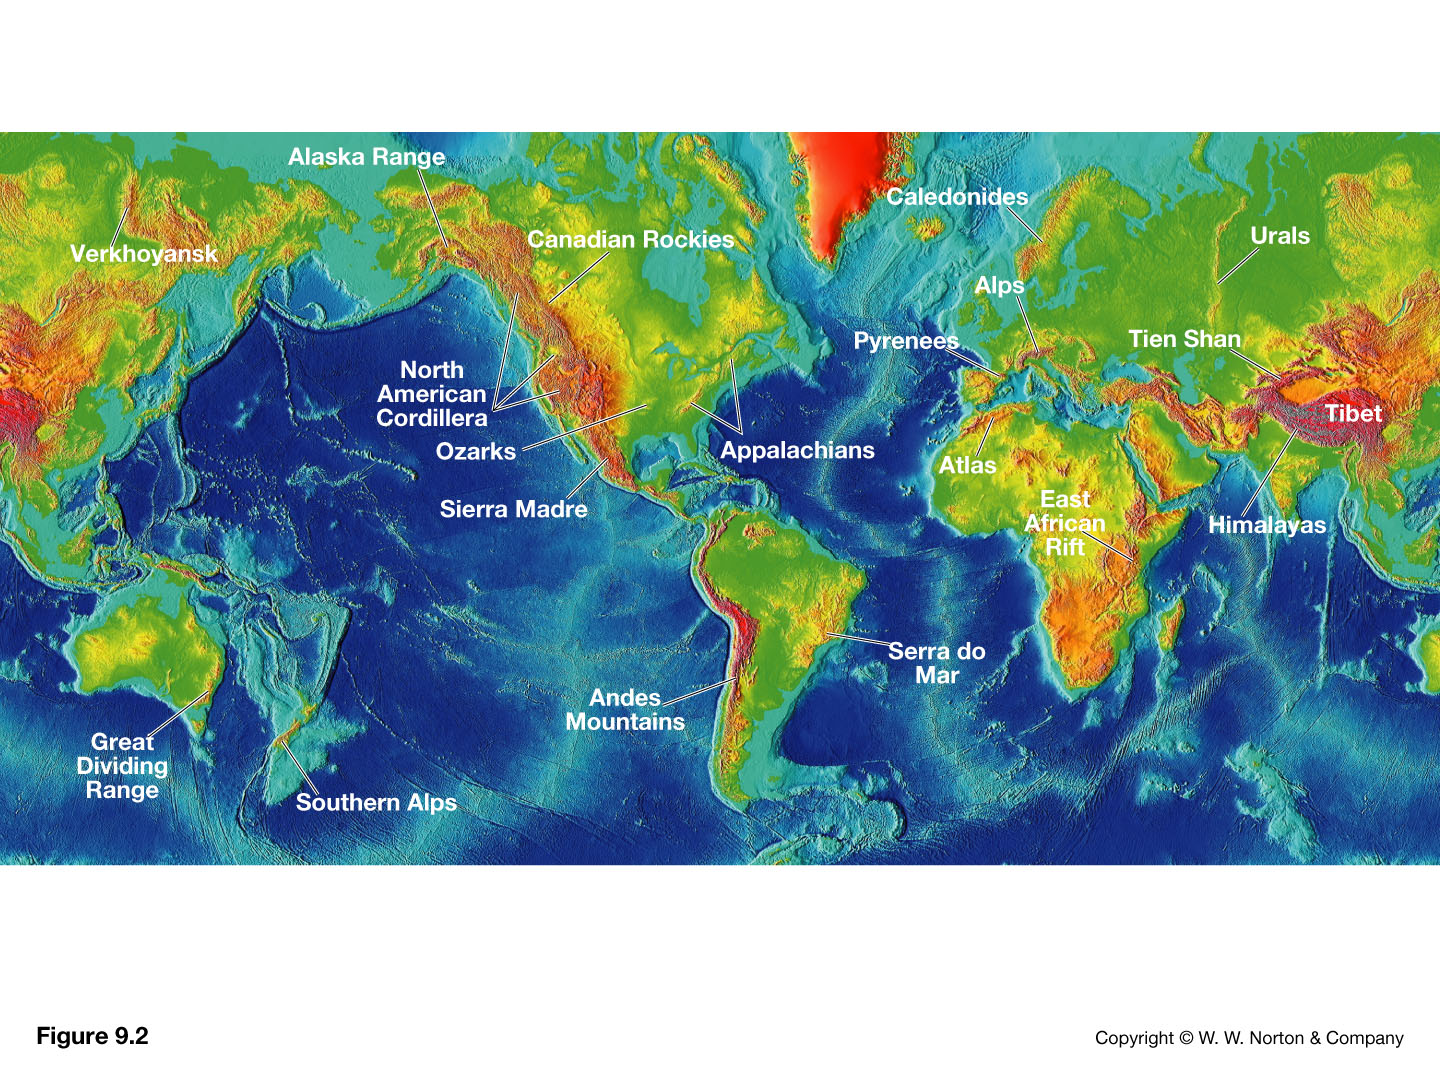 Alaska Range
Caledonides
Verkhoyansk
Canadian Rockies
Urals
Alps
Pyrenees
Tien Shan
North
American
Cordillera
Tibet
Ozarks
Appalachians
Atlas
Sierra Madre
East
African
Rift
Himalayas
Serra do
Mar
Andes
Mountains
Great
Dividing
Range
Southern Alps
Figure 9.2
Copyright © W. W. Norton & Company